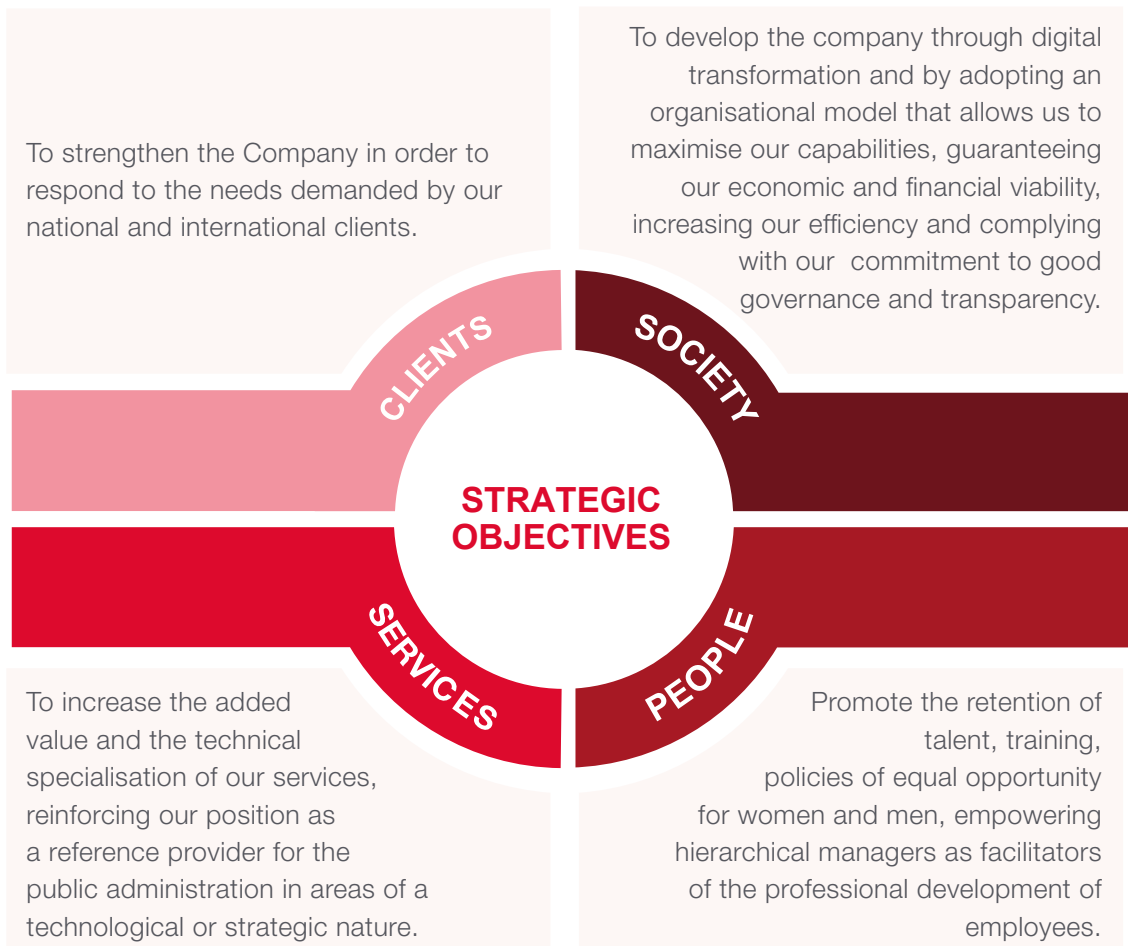 To strengthen the Company in order to
respond to the needs demanded by our
national and international clients.
To develop the company through digital
transformation and by adopting an
organisational model that allows us to
maximise our capabilities, guaranteeing
our economic and financial viability,
increasing our efficiency and complying
with our commitment to good
governance and transparency.
CLIENTS
SOCIETY
STRATEGIC
OBJECTIVES
SERVICES
PEOPLE
To increase the added
value and the technical
specialisation of our services,
reinforcing our position as
a reference provider for the
public administration in areas of a
technological or strategic nature.
Promote the retention of
talent, training,
policies of equal opportunity
for women and men, empowering
hierarchical managers as facilitators
of the professional development of
employees.